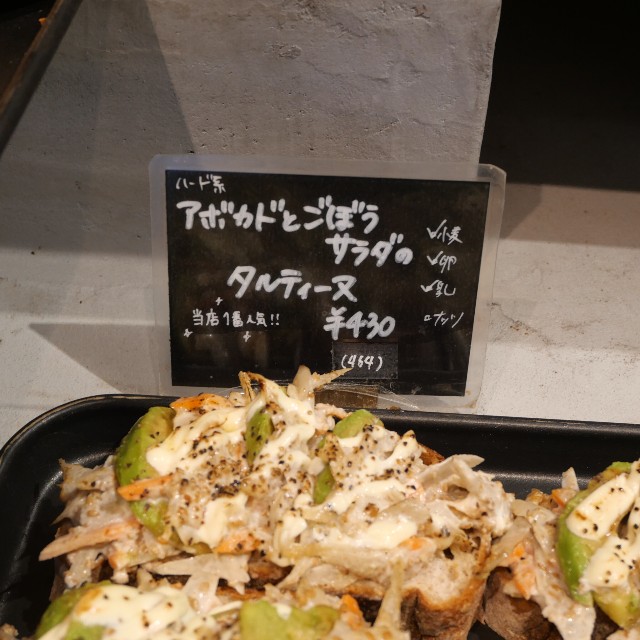 ハード系
アボカドとごぼう
サラダの
タルティーヌ
当店1番人気!!
¥430
(464)
✓小麦
✓卵
✓乳
□ナッツ